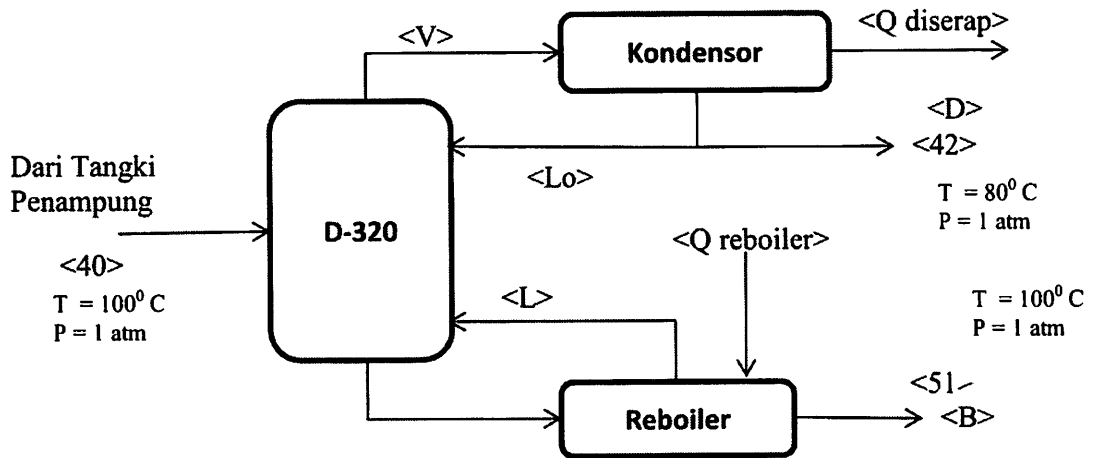 <V>
Kondensor
<Q diserap>
<D>
<42>
T = 80⁰ C
P = 1 atm
<Lo>
Dari Tangki
Penampung
<40>
T = 100⁰ C
P = 1 atm
D-320
<Q reboiler>
<L>
T = 100⁰ C
P = 1 atm
Reboiler
<51-
<B>